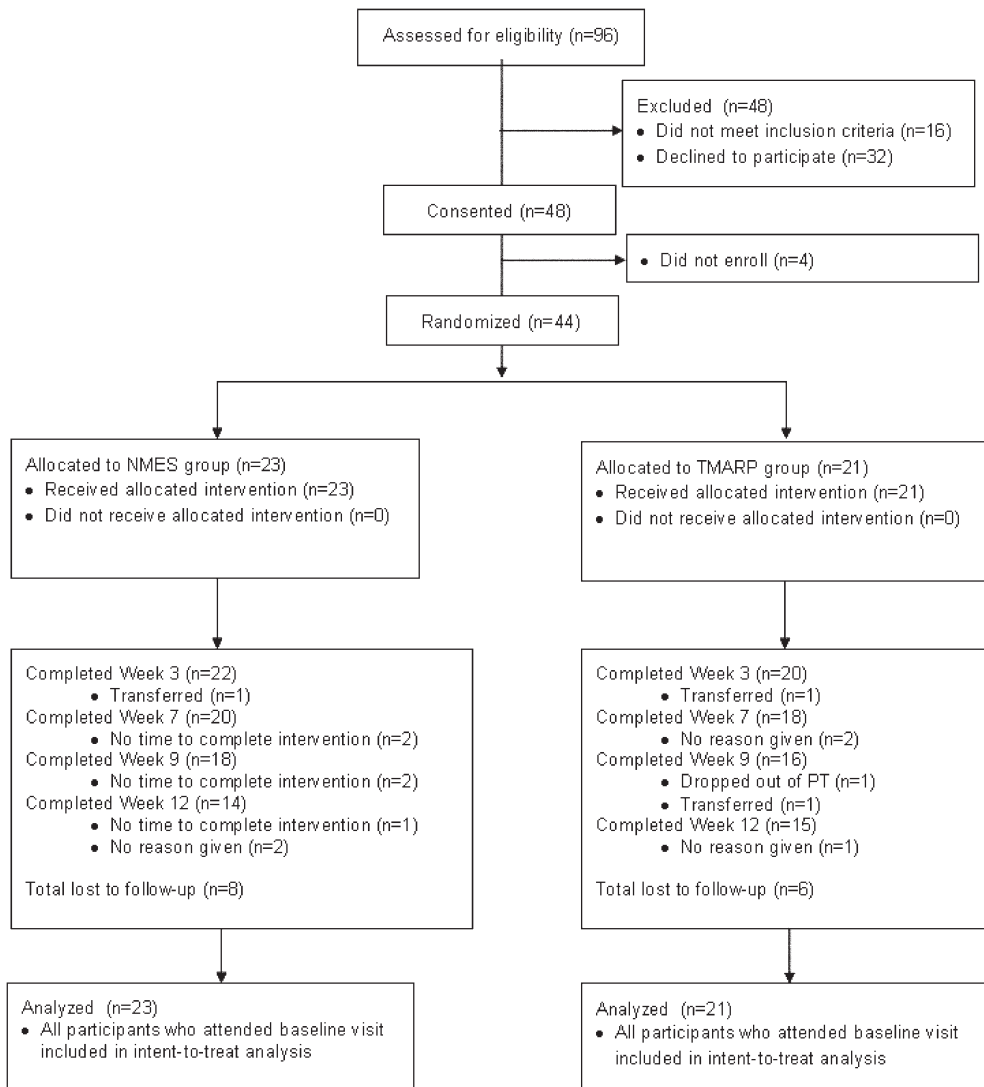 Assessed for eligibility (n=96)
Excluded (n=48)
• Did not meet inclusion criteria (n=16)
• Declined to participate (n=32)
Consented (n=48)
• Did not enroll (n=4)
Randomized (n=44)
Allocated to NMES group (n=23)
• Received allocated intervention (n=23)
• Did not receive allocated intervention (n=0)
Allocated to TMARP group (n=21)
• Received allocated intervention (n=21)
• Did not receive allocated intervention (n=0)
Completed Week 3 (n=22)
• Transferred (n=1)
Completed Week 7 (n=20)
• No time to complete intervention (n=2)
Completed Week 9 (n=18)
• No time to complete intervention (n=2)
Completed Week 12 (n=14)
• No time to complete intervention (n=1)
• No reason given (n=2)
Total lost to follow-up (n=8)
Completed Week 3 (n=20)
• Transferred (n=1)
Completed Week 7 (n=18)
• No reason given (n=2)
Completed Week 9 (n=16)
• Dropped out of PT (n=1)
• Transferred (n=1)
Completed Week 12 (n=15)
• No reason given (n=1)
Total lost to follow-up (n=6)
Analyzed (n=23)
• All participants who attended baseline visit
included in intent-to-treat analysis
Analyzed (n=21)
• All participants who attended baseline visit
included in intent-to-treat analysis